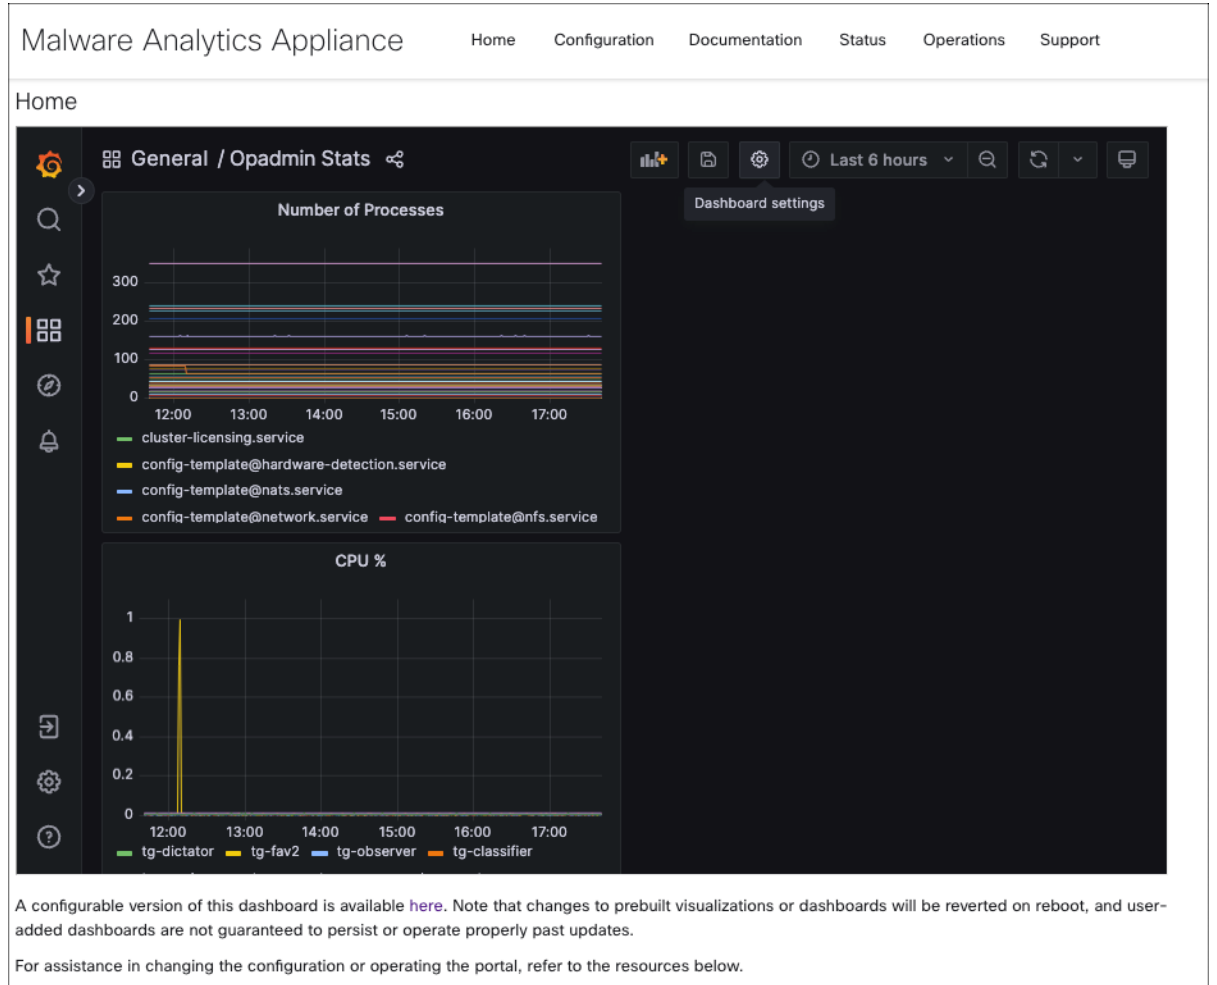 Malware Analytics Appliance Home Configuration Documentation Status Operations Support
Home
General / Opadmin Stats Last 6 hours
Dashboard settings
Number of Processes
300
200
100
0
12:00 13:00 14:00 15:00 16:00 17:00
cluster-licensing.service
config-template@hardware-detection.service
config-template@nats.service
config-template@network.service config-template@nfs.service
CPU %
1
0.8
0.6
0.4
0.2
0
12:00 13:00 14:00 15:00 16:00 17:00
tg-dictator tg-fav2 tg-observer tg-classifier
A configurable version of this dashboard is available here. Note that changes to prebuilt visualizations or dashboards will be reverted on reboot, and user-
added dashboards are not guaranteed to persist or operate properly past updates.
For assistance in changing the configuration or operating the portal, refer to the resources below.